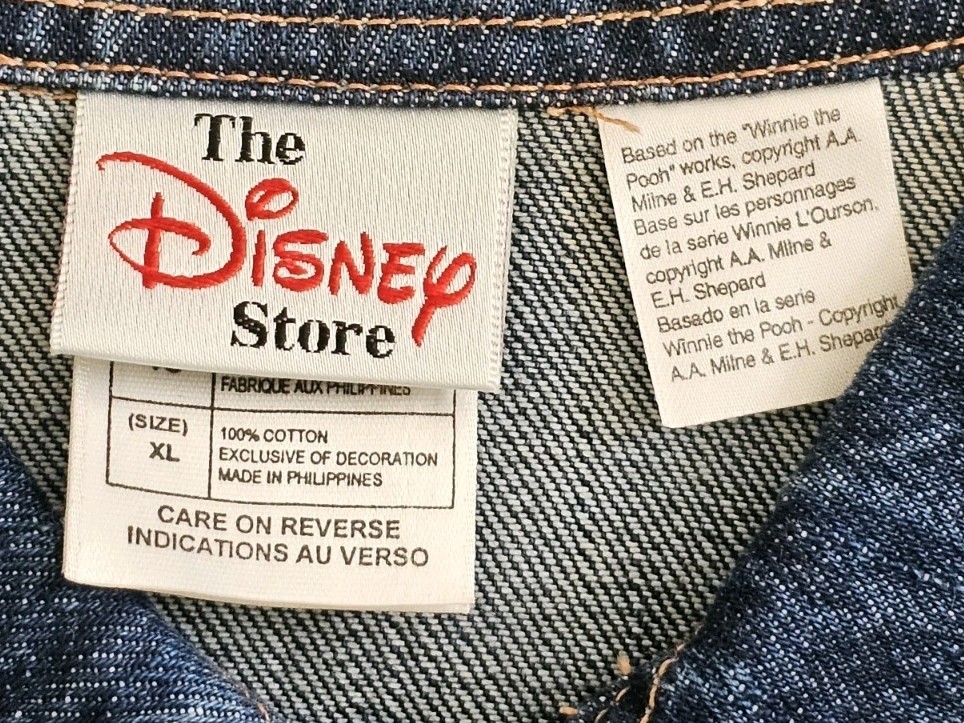 The
Disney
Store
FABRIQUE AUX PHILIPPINES
(SIZE)
XL
100% COTTON
EXCLUSIVE OF DECORATION
MADE IN PHILIPPINES
CARE ON REVERSE
INDICATIONS AU VERSO
Based on the "Winnie the
Pooh" works, copyright A.A.
Milne & E.H. Shepard
Base sur les personnages
de la serie Winnie L'Ourson,
copyright A.A. Milne &
E.H. Shepard
Basado en la serie
Winnie the Pooh - Copyright
A.A. Milne & E.H. Shepard